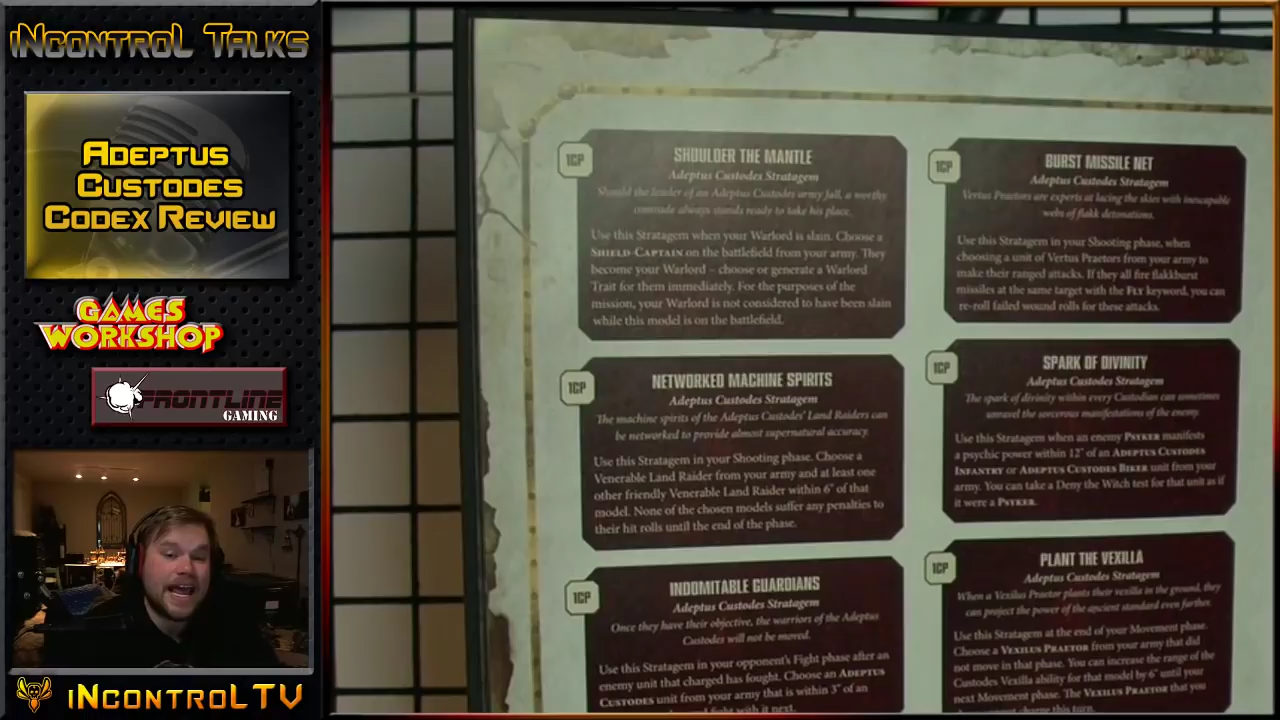 iNcontroL Talks
Adeptus
Custodes
Codex Review
GAMES
WORKSHOP
FRONTLINE
GAMING
iNcontroLTV
1CP
SHOULDER THE MANTLE
Adeptus Custodes Stratagem
Should the leader of an Adeptus Custodes army fall, a worthy
comrade always stands ready to take his place.
Use this Stratagem when your Warlord is slain. Choose a
SHIELD-CAPTAIN on the battlefield from your army. They
become your Warlord – choose or generate a Warlord
Trait for them immediately. For the purposes of the
mission, your Warlord is not considered to have been slain
while this model is on the battlefield.
1CP
BURST MISSILE NET
Adeptus Custodes Stratagem
Vertus Praetors are experts at lacing the skies with inescapable
webs of flakk detonations.
Use this Stratagem in your Shooting phase, when
choosing a unit of Vertus Praetors from your army to
make their ranged attacks. If they all fire flakkburst
missiles at the same target with the FLY keyword, you can
re-roll failed wound rolls for these attacks.
1CP
NETWORKED MACHINE SPIRITS
Adeptus Custodes Stratagem
The machine spirits of the Adeptus Custodes' Land Raiders can
be networked to provide almost supernatural accuracy.
Use this Stratagem in your Shooting phase. Choose a
Venerable Land Raider from your army and at least one
other friendly Venerable Land Raider within 6" of that
model. None of the chosen models suffer any penalties to
their hit rolls until the end of the phase.
1CP
SPARK OF DIVINITY
Adeptus Custodes Stratagem
The spark of divinity within every Custodian can sometimes
unravel the sorcerous manifestations of the enemy.
Use this Stratagem when an enemy PSYKER manifests
a psychic power within 12" of an ADEPTUS CUSTODES
INFANTRY or ADEPTUS CUSTODES BIKER unit from your
army. You can take a Deny the Witch test for that unit as if
it were a PSYKER.
1CP
INDOMITABLE GUARDIANS
Adeptus Custodes Stratagem
Once they have their objective, the warriors of the Adeptus
Custodes will not be moved.
Use this Stratagem in your opponent's Fight phase after an
enemy unit that charged has fought. Choose an ADEPTUS
CUSTODES unit from your army that is within 3" of an
and fight with it next.
1CP
PLANT THE VEXILLA
Adeptus Custodes Stratagem
When a Vexilus Praetor plants their vexilla in the ground, they
can project the power of the ancient standard even further.
Use this Stratagem at the end of your Movement phase.
Choose a VEXILUS PRAETOR from your army that did
not move in that phase. You can increase the range of the
Custodes Vexilla ability for that model by 6" until your
next Movement phase. The VEXILUS PRAETOR that you
charge this turn.